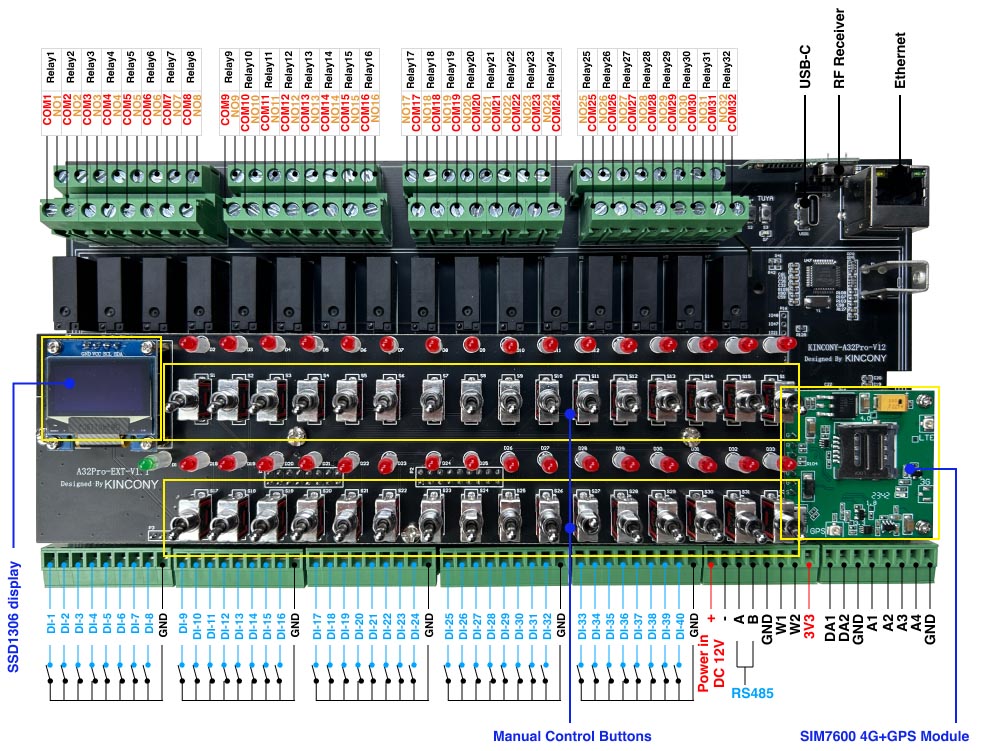 Relay1
Relay2
Relay3
Relay4
Relay5
Relay6
Relay7
Relay8
Relay9
Relay10
Relay11
Relay12
Relay13
Relay14
Relay15
Relay16
Relay17
Relay18
Relay19
Relay20
Relay21
Relay22
Relay23
Relay24
Relay25
Relay26
Relay27
Relay28
Relay29
Relay30
Relay31
Relay32
COM1
NO1
COM2
NO2
COM3
NO3
COM4
NO4
COM5
NO5
COM6
NO6
COM7
NO7
COM8
NO8
COM9
NO9
COM10
NO10
COM11
NO11
COM12
NO12
COM13
NO13
COM14
NO14
COM15
NO15
COM16
NO16
NO17
COM17
NO18
COM18
NO19
COM19
NO20
COM20
NO21
COM21
NO22
COM22
NO23
COM23
NO24
COM24
NO25
COM25
NO26
COM26
NO27
COM27
NO28
COM28
NO29
COM29
NO30
COM30
NO31
COM31
NO32
COM32
USB-C
RF Receiver
Ethernet
TUYA
GND VCC SCL SDA
KINCONY-A32Pro-V12
Designed By KINCONY
A32Pro-EXT-V1.1
Designed By KINCONY
LTE
3G
2342
GPS
DI-1
DI-2
DI-3
DI-4
DI-5
DI-6
DI-7
DI-8
GND
DI-9
DI-10
DI-11
DI-12
DI-13
DI-14
DI-15
DI-16
GND
DI-17
DI-18
DI-19
DI-20
DI-21
DI-22
DI-23
DI-24
GND
DI-25
DI-26
DI-27
DI-28
DI-29
DI-30
DI-31
DI-32
GND
DI-33
DI-34
DI-35
DI-36
DI-37
DI-38
DI-39
DI-40
GND
+
-
Power in
DC 12V
A
B
RS485
GND
W1
W2
3V3
DA1
DA2
GND
A1
A2
A3
A4
GND
SSD1306 display
Manual Control Buttons
SIM7600 4G+GPS Module